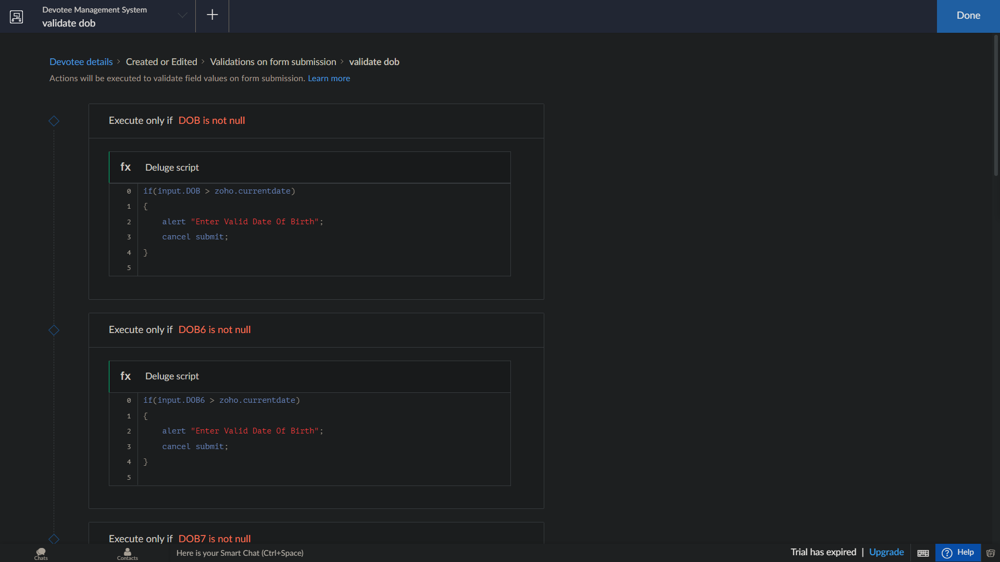 Devotee Management System
validate dob
Done
Devotee details > Created or Edited > Validations on form submission > validate dob
Actions will be executed to validate field values on form submission. Learn more
Execute only if DOB is not null
fx Deluge script
0 if(input.DOB > zoho.currentdate)
1 {
2 alert "Enter Valid Date Of Birth";
3 cancel submit;
4 }
5
Execute only if DOB6 is not null
fx Deluge script
0 if(input.DOB6 > zoho.currentdate)
1 {
2 alert "Enter Valid Date Of Birth";
3 cancel submit;
4 }
5
Execute only if DOB7 is not null
Chats
Contacts
Here is your Smart Chat (Ctrl+Space)
Trial has expired | Upgrade
? Help